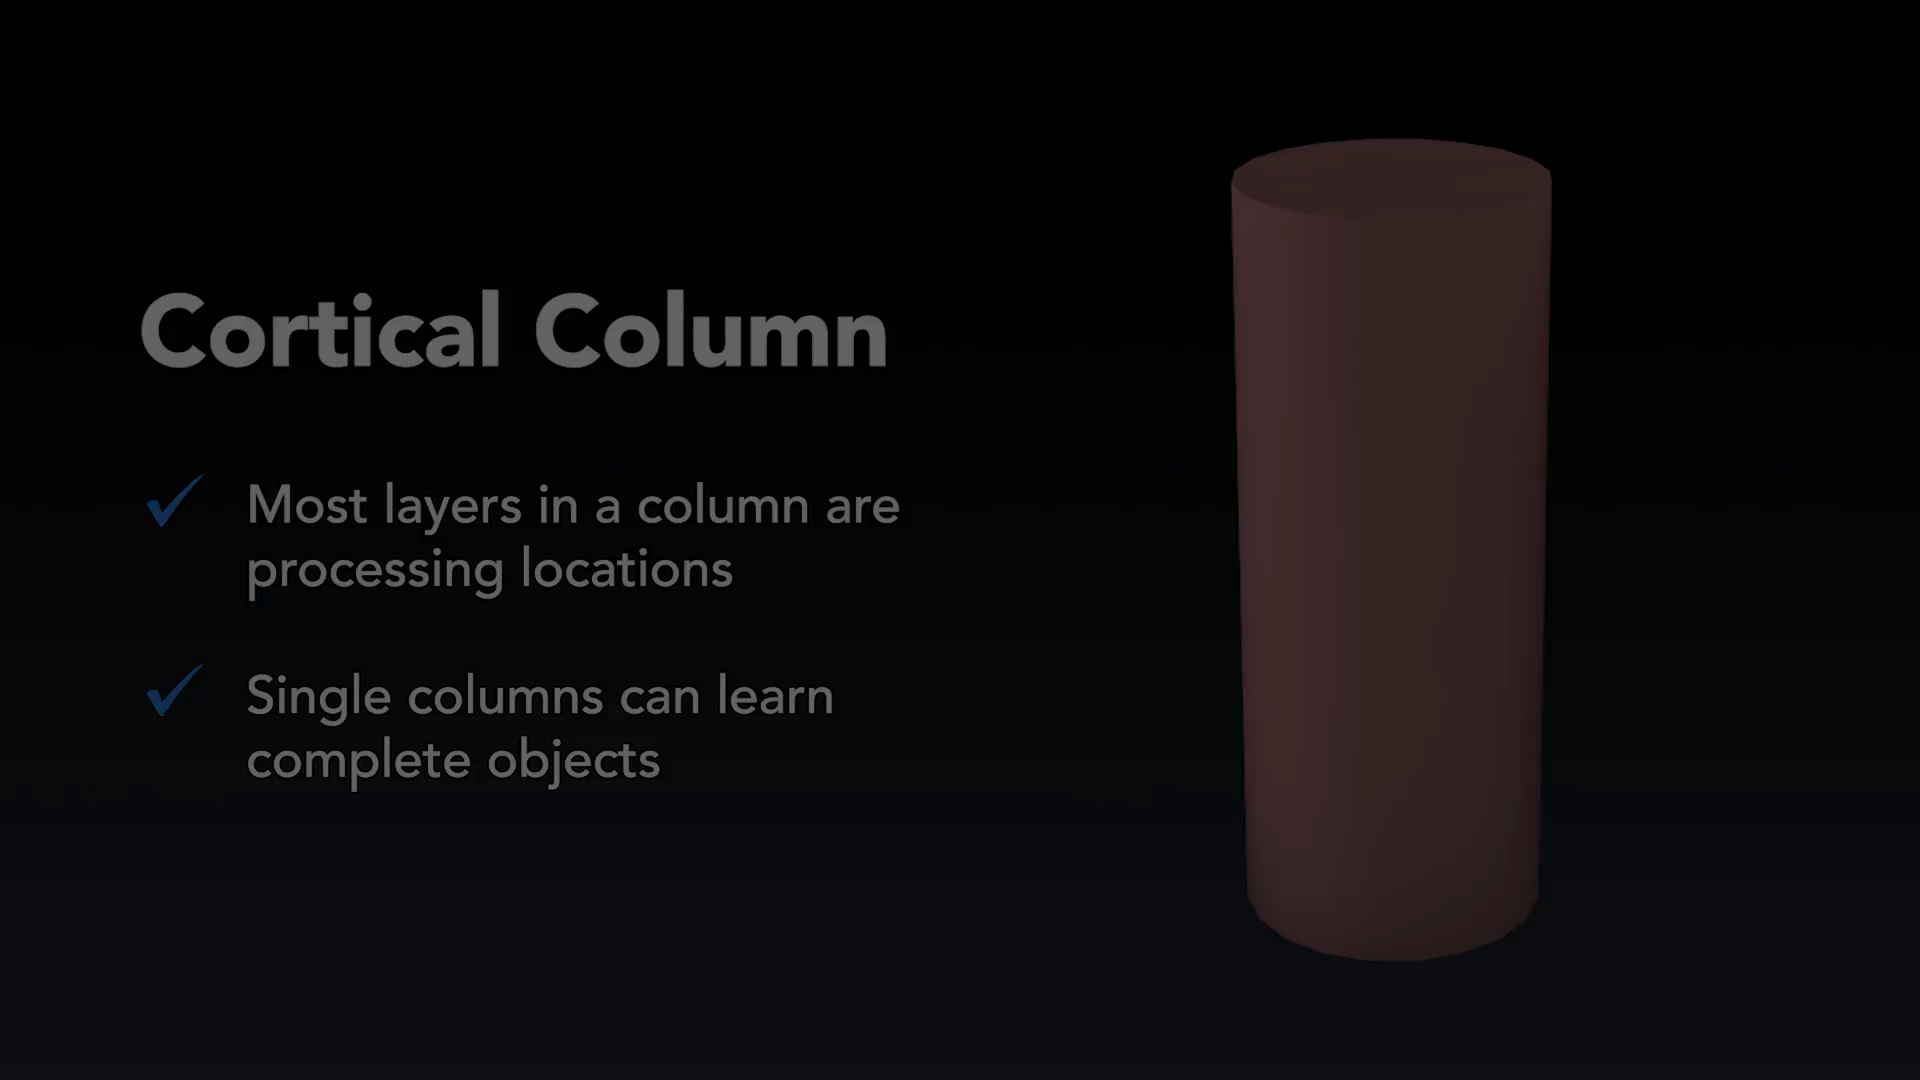 Cortical Column
Most layers in a column are
processing locations
Single columns can learn
complete objects